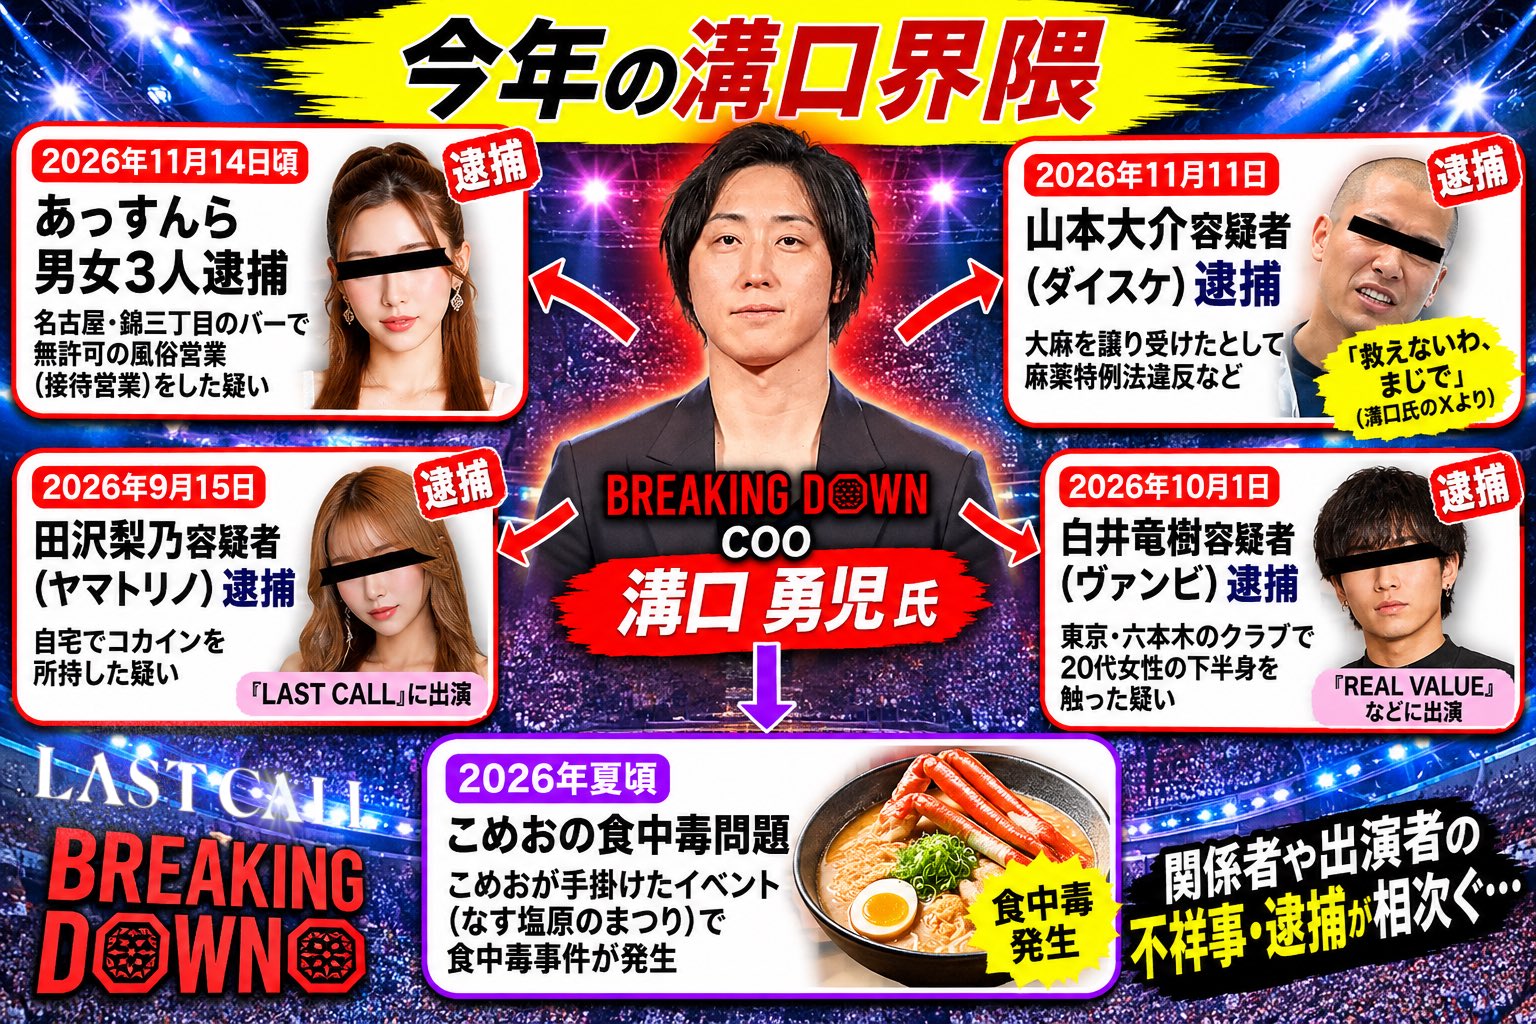 今年の溝口界隈
2026年11月14日頃
逮捕
あっすんら
男女3人逮捕
名古屋・錦三丁目のバーで
無許可の風俗営業
(接待営業)をした疑い
2026年11月11日
逮捕
山本大介容疑者
(ダイスケ)逮捕
大麻を譲り受けたとして
麻薬特例法違反など
「救えないわ、
まじで」
(溝口氏のXより)
2026年9月15日
逮捕
田沢梨乃容疑者
(ヤマトリノ)逮捕
自宅でコカインを
所持した疑い
『LAST CALL』に出演
BREAKING DOWN
COO
溝口 勇児 氏
2026年10月1日
逮捕
白井竜樹容疑者
(ヴァンビ)逮捕
東京・六本木のクラブで
20代女性の下半身を
触った疑い
『REAL VALUE』
などに出演
LAST CALL
BREAKING
DOWN
2026年夏頃
こめおの食中毒問題
こめおが手掛けたイベント
(なす塩原のまつり)で
食中毒事件が発生
食中毒
発生
関係者や出演者の
不祥事・逮捕が相次ぐ…